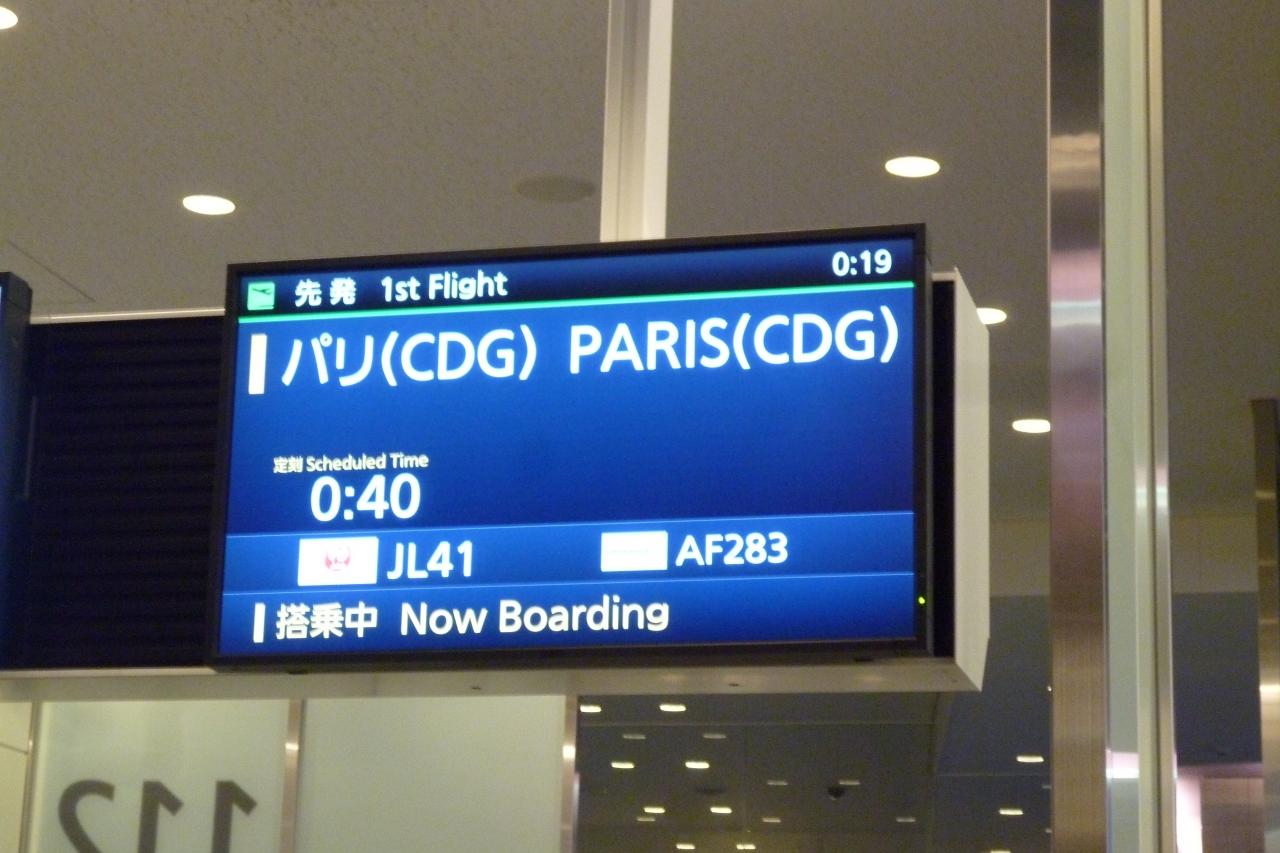 先発 1st Flight 0:19
パリ(CDG) PARIS(CDG)
定刻 Scheduled Time
0:40
JL41 AF283
搭乗中 Now Boarding
112